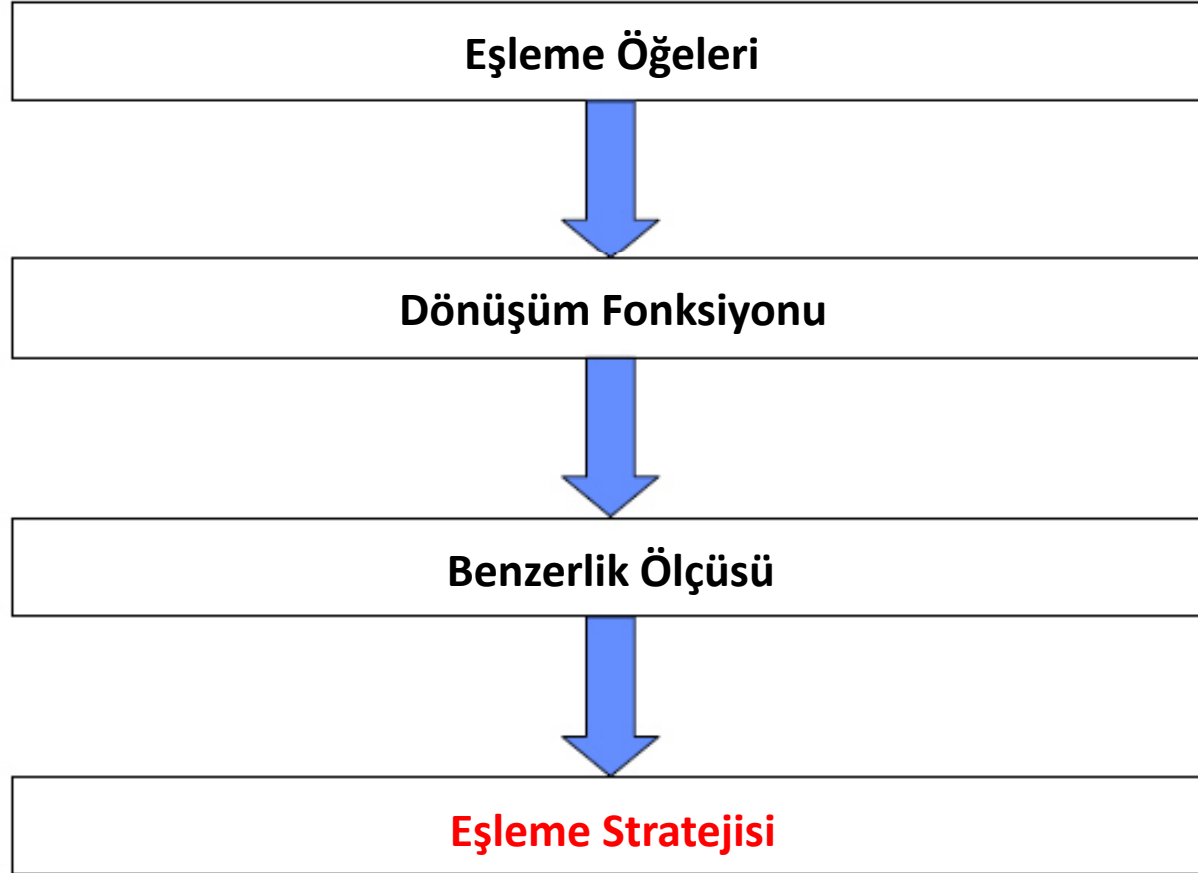 Eşleme Öğeleri
Dönüşüm Fonksiyonu
Benzerlik Ölçüsü
Eşleme Stratejisi